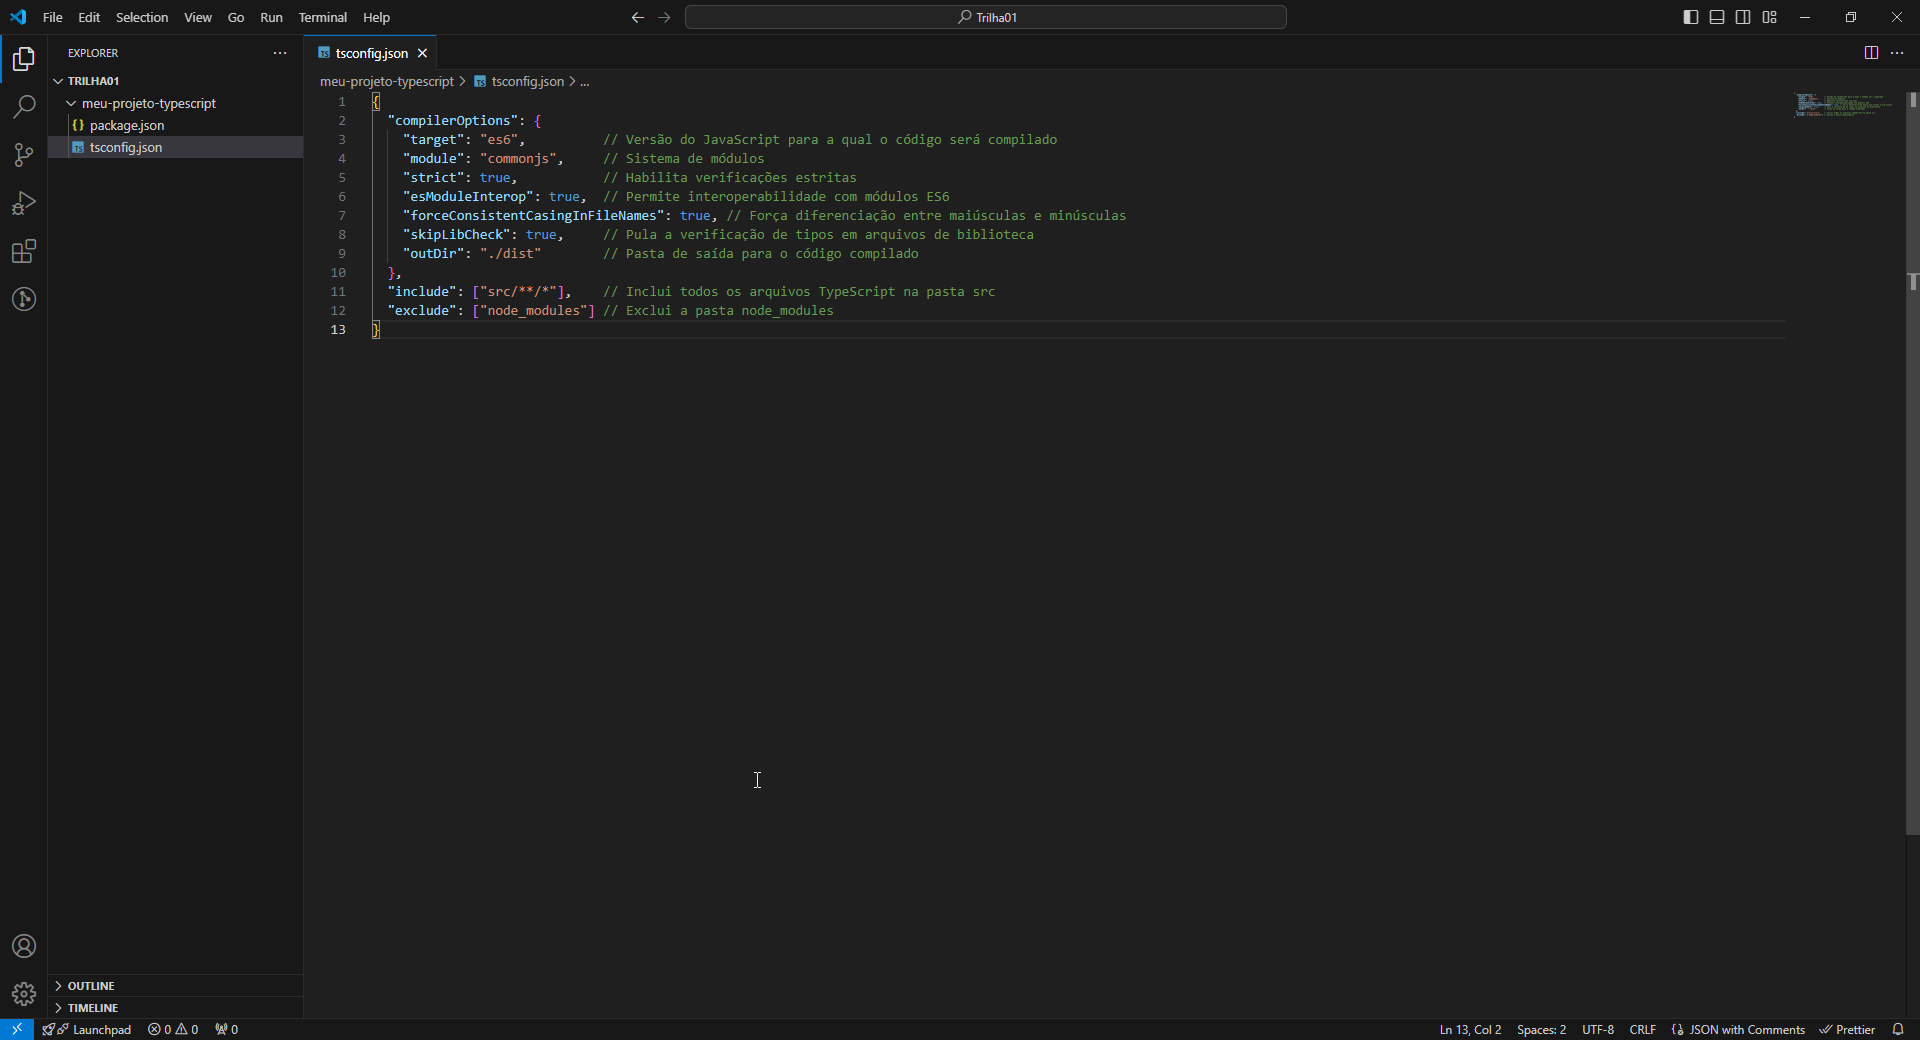 File Edit Selection View Go Run Terminal Help
Trilha01
EXPLORER
TRILHA01
meu-projeto-typescript
{} package.json
TS tsconfig.json
TS tsconfig.json
meu-projeto-typescript > TS tsconfig.json > ...
1 {
2   "compilerOptions": {
3     "target": "es6",          // Versão do JavaScript para a qual o código será compilado
4     "module": "commonjs",     // Sistema de módulos
5     "strict": true,           // Habilita verificações estritas
6     "esModuleInterop": true,  // Permite interoperabilidade com módulos ES6
7     "forceConsistentCasingInFileNames": true, // Força diferenciação entre maiúsculas e minúsculas
8     "skipLibCheck": true,     // Pula a verificação de tipos em arquivos de biblioteca
9     "outDir": "./dist"        // Pasta de saída para o código compilado
10   },
11   "include": ["src/**/*"],    // Inclui todos os arquivos TypeScript na pasta src
12   "exclude": ["node_modules"] // Exclui a pasta node_modules
13 }
OUTLINE
TIMELINE
Launchpad 0 0 0 Ln 13, Col 2 Spaces: 2 UTF-8 CRLF {} JSON with Comments Prettier